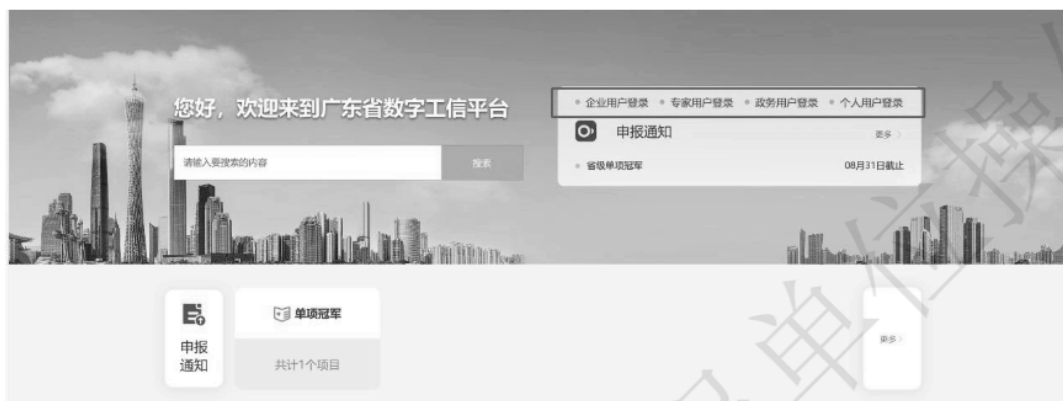 您好，欢迎来到广东省数字工信平台
请输入要搜索的内容 搜索
企业用户登录 专家用户登录 政务用户登录 个人用户登录
申报通知 更多
省级单项冠军 08月31日截止
申报
通知
单项冠军
共计1个项目
更多
单位操